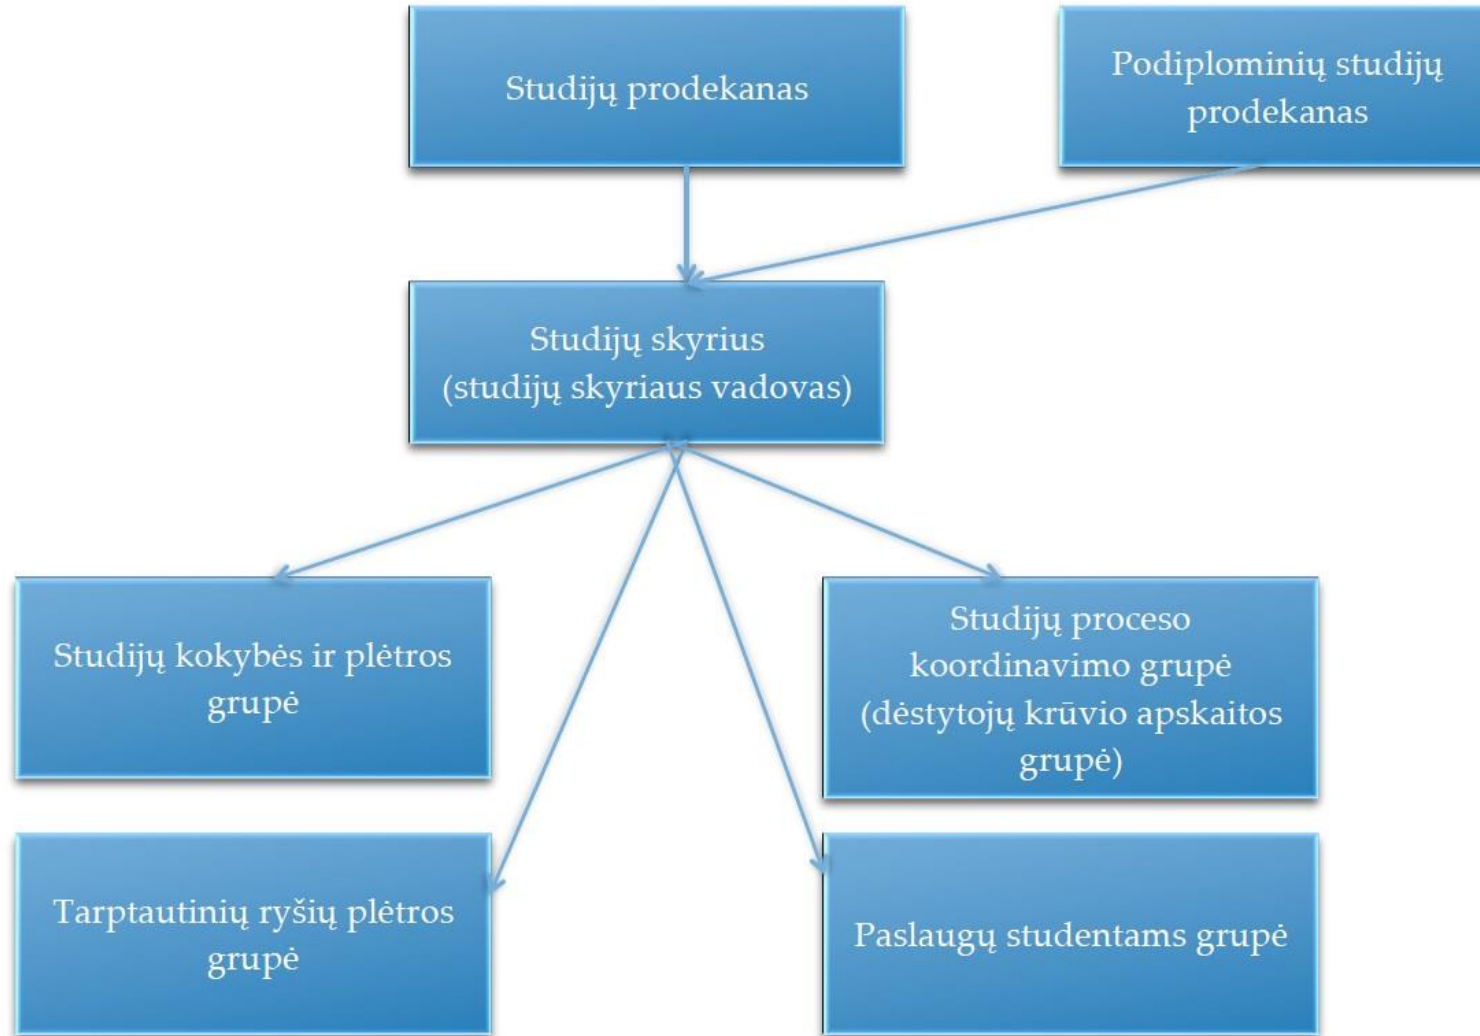 Studijų prodekanas
Podiplominių studijų
prodekanas
Studijų skyrius
(studijų skyriaus vadovas)
Studijų kokybės ir plėtros
grupė
Studijų proceso
koordinavimo grupė
(dėstytojų krūvio apskaitos
grupė)
Tarptautinių ryšių plėtros
grupė
Paslaugų studentams grupė